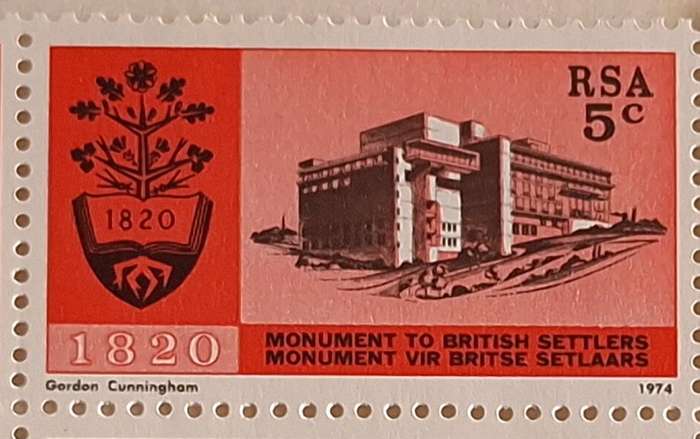 RSA
5c
1820
1820
MONUMENT TO BRITISH SETTLERS
MONUMENT VIR BRITSE SETLAARS
Gordon Cunningham
1974